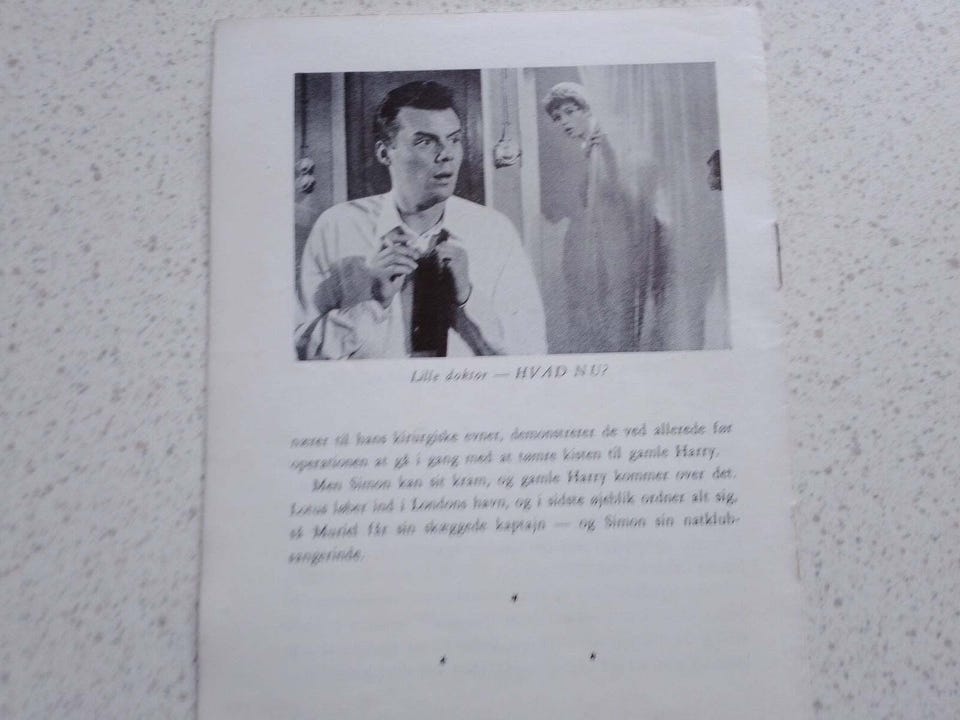 Lille doktor — HVAD NU?
nærer til hans kirurgiske evner, demonstrerer de ved allerede før
operationen at gå i gang med at tømre kisten til gamle Harry.
Men Simon kan sit kram, og gamle Harry kommer over det.
Lotus løber ind i Londons havn, og i sidste øjeblik ordner alt sig,
så Muriel får sin skæggede kaptajn — og Simon sin natklub-
sangerinde.